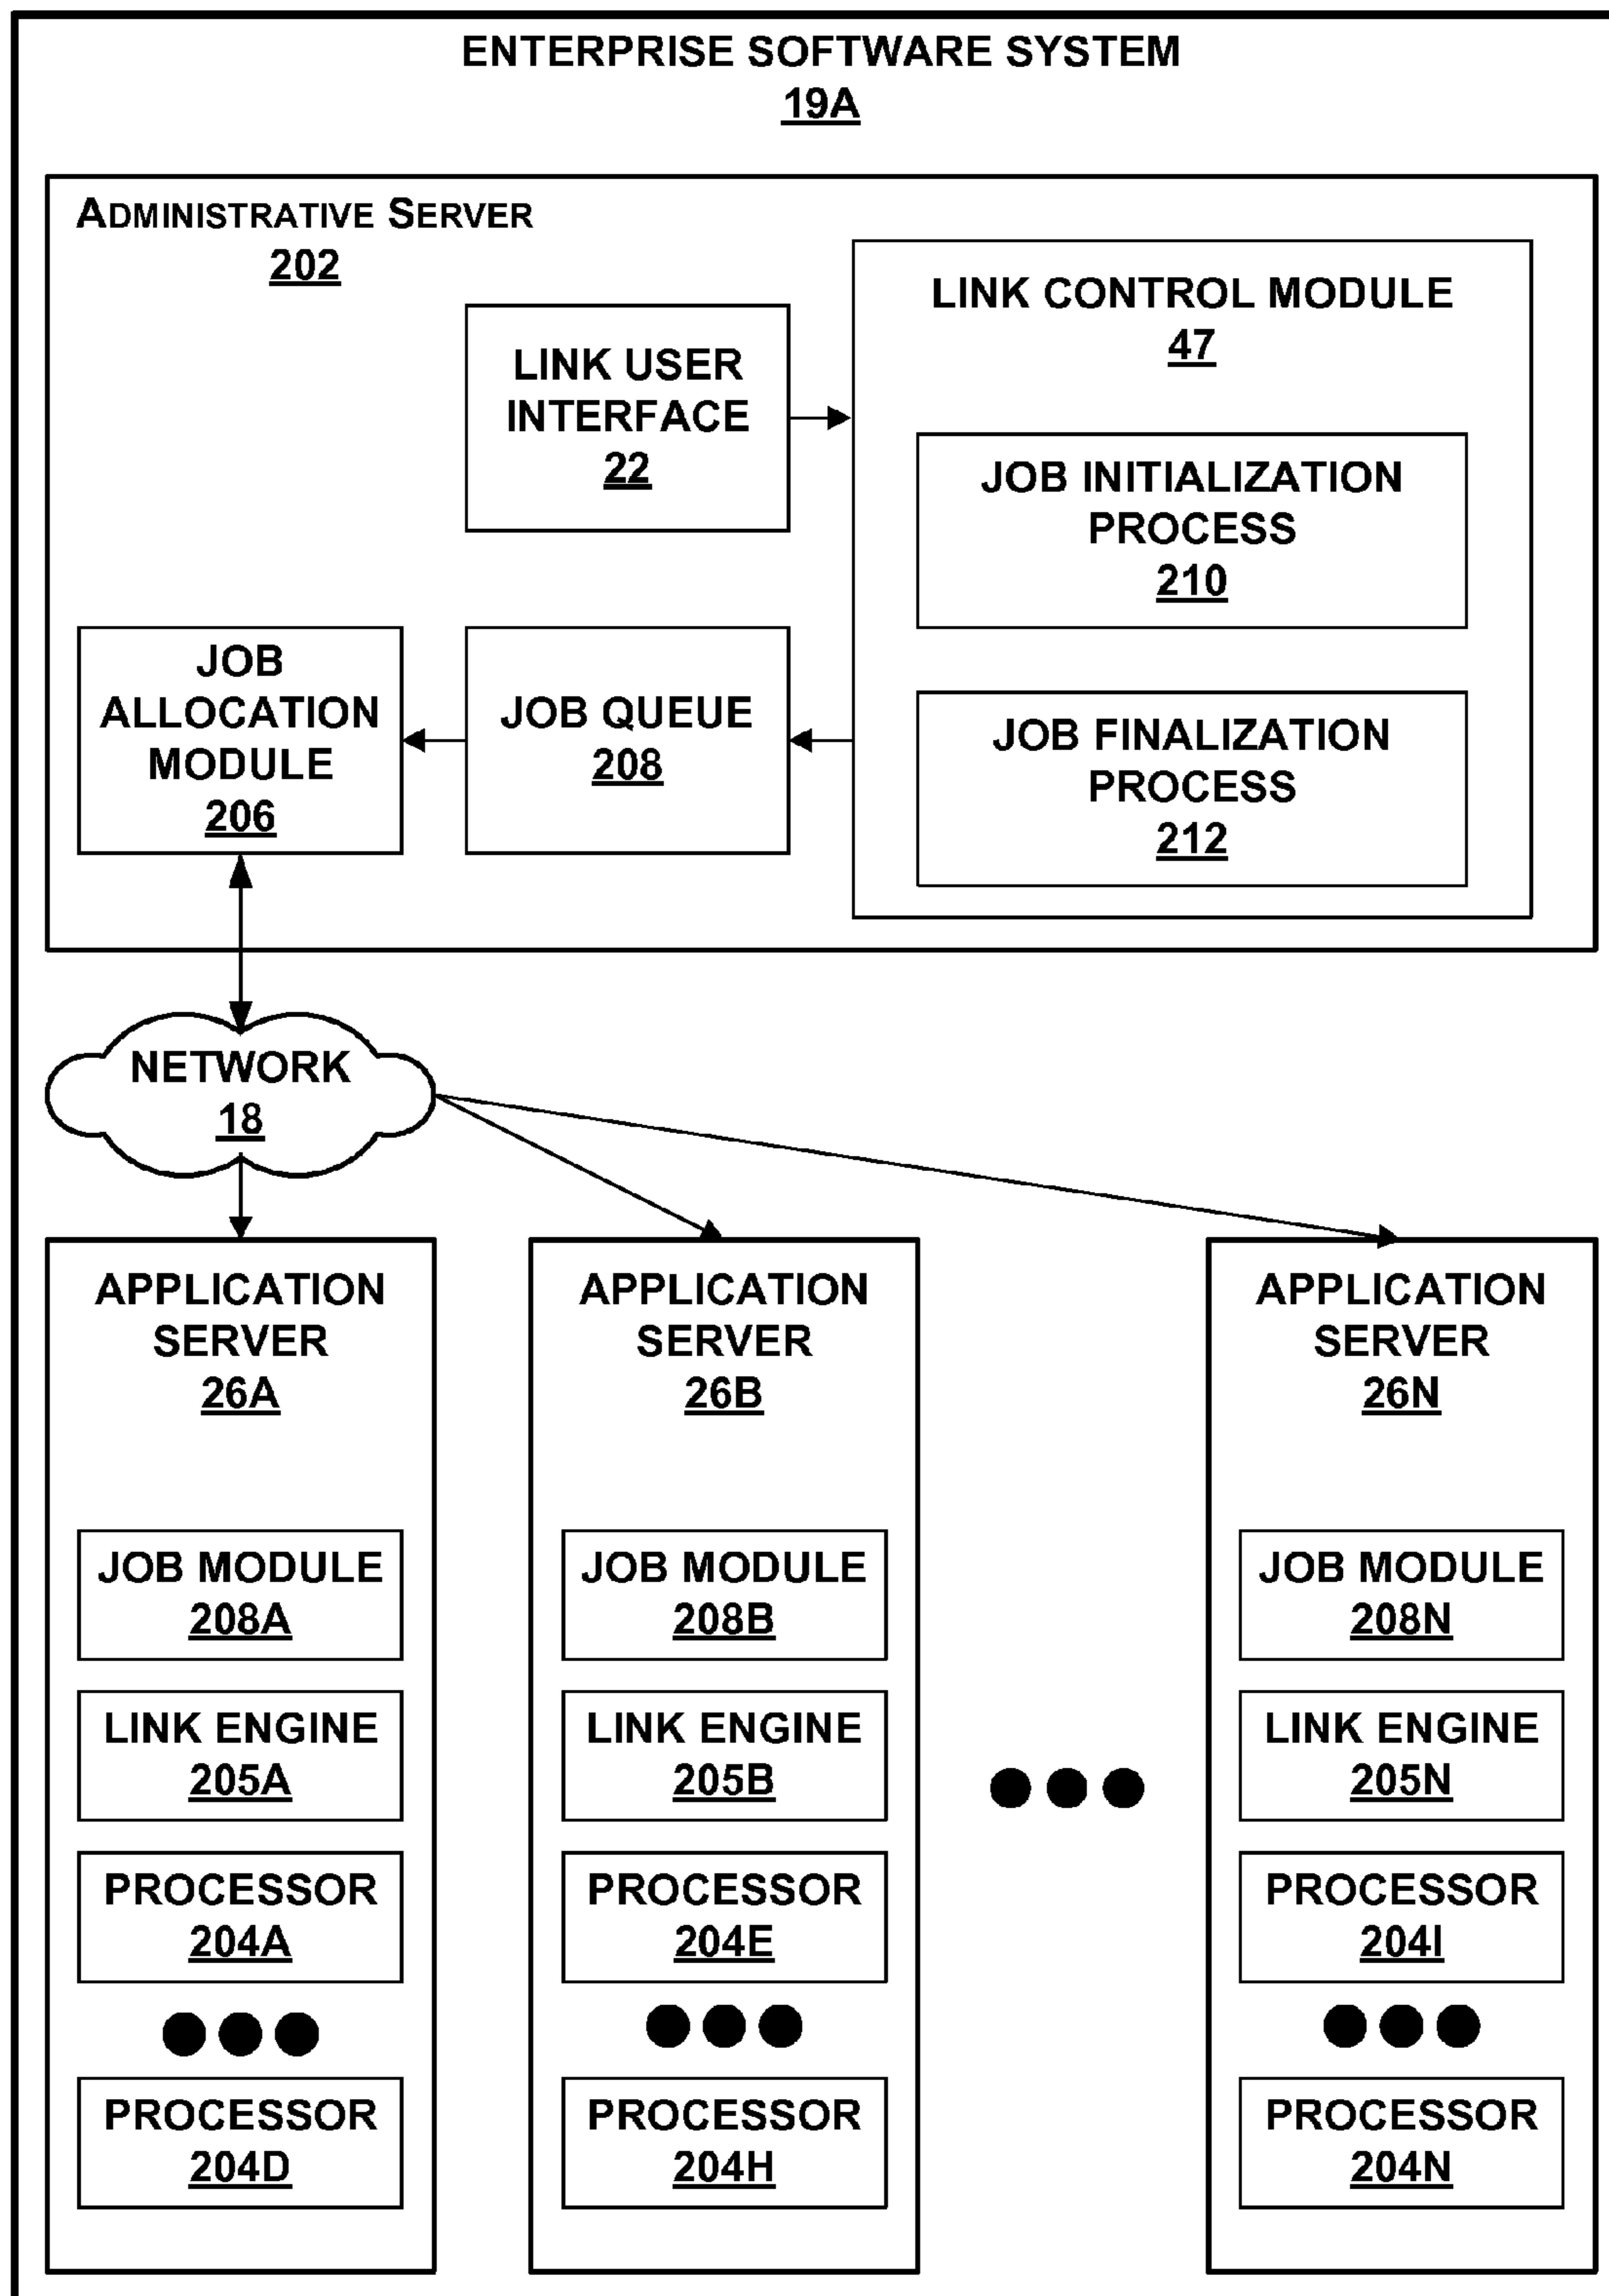 ENTERPRISE SOFTWARE SYSTEM
19A
ADMINISTRATIVE SERVER
202
LINK USER
INTERFACE
22
LINK CONTROL MODULE
47
JOB INITIALIZATION
PROCESS
210
JOB
ALLOCATION
MODULE
206
JOB QUEUE
208
JOB FINALIZATION
PROCESS
212
NETWORK
18
APPLICATION
SERVER
26A
JOB MODULE
208A
LINK ENGINE
205A
PROCESSOR
204A
PROCESSOR
204D
APPLICATION
SERVER
26B
JOB MODULE
208B
LINK ENGINE
205B
PROCESSOR
204E
PROCESSOR
204H
APPLICATION
SERVER
26N
JOB MODULE
208N
LINK ENGINE
205N
PROCESSOR
204I
PROCESSOR
204N